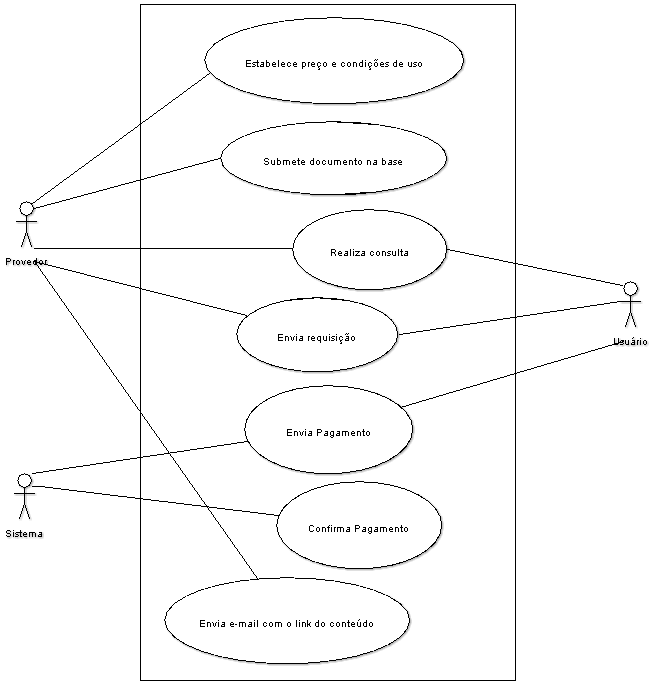 Estabelece preço e condições de uso
Submete documento na base
Provedor
Realiza consulta
Envia requisição
Usuário
Envia Pagamento
Sistema
Confirma Pagamento
Envia e-mail com o link do conteúdo